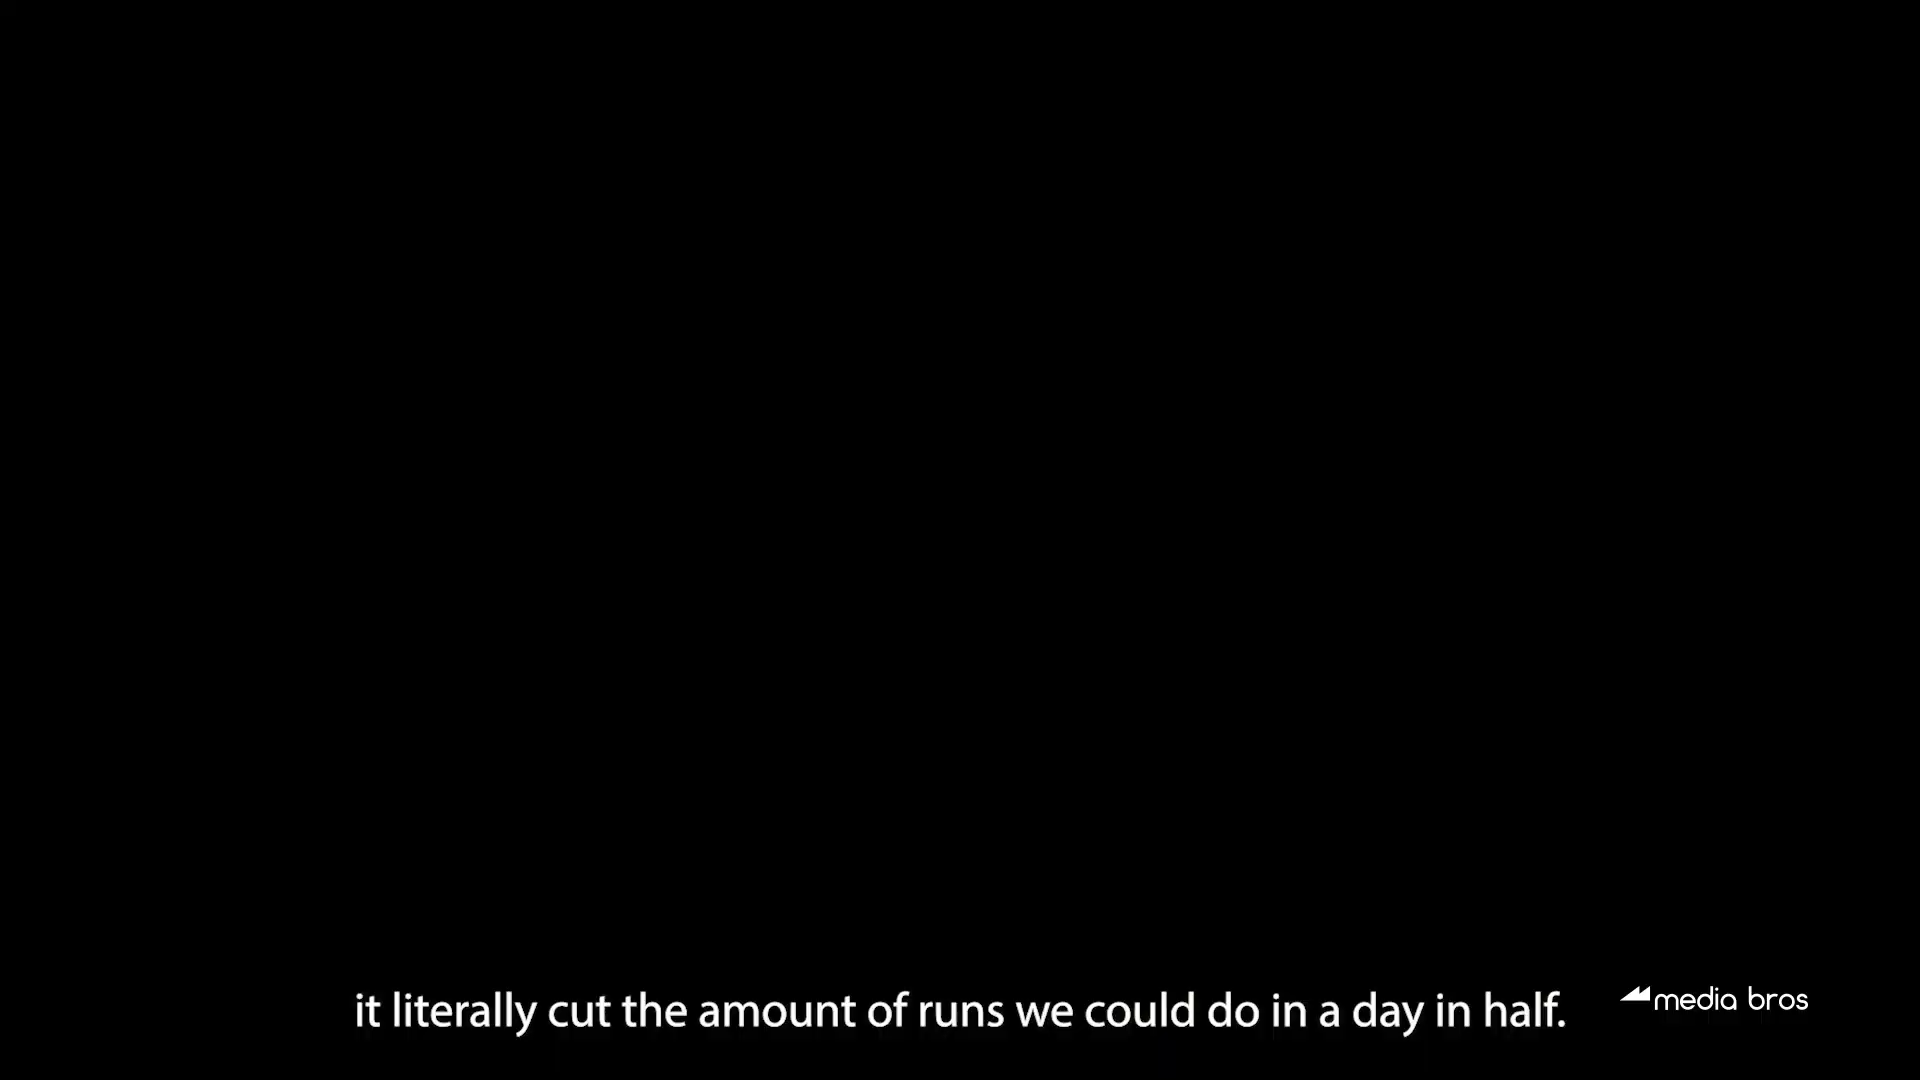 it literally cut the amount of runs we could do in a day in half.
media bros